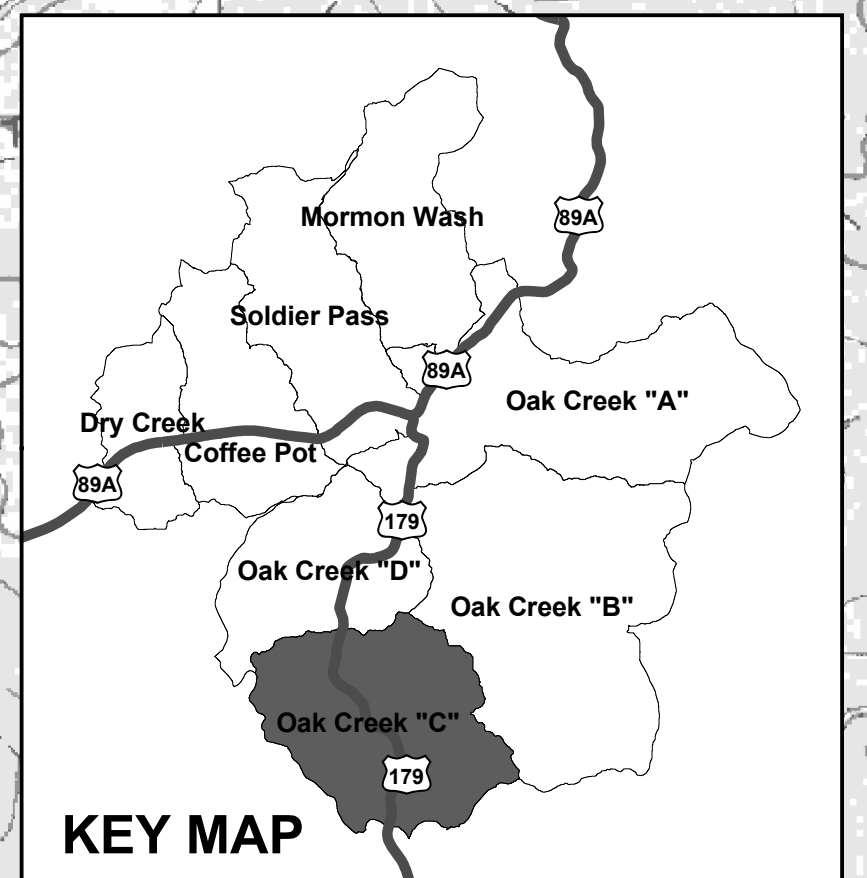 Mormon Wash
89A
Soldier Pass
89A
Oak Creek "A"
Dry Creek
Coffee Pot
89A
179
Oak Creek "D"
Oak Creek "B"
Oak Creek "C"
179
KEY MAP